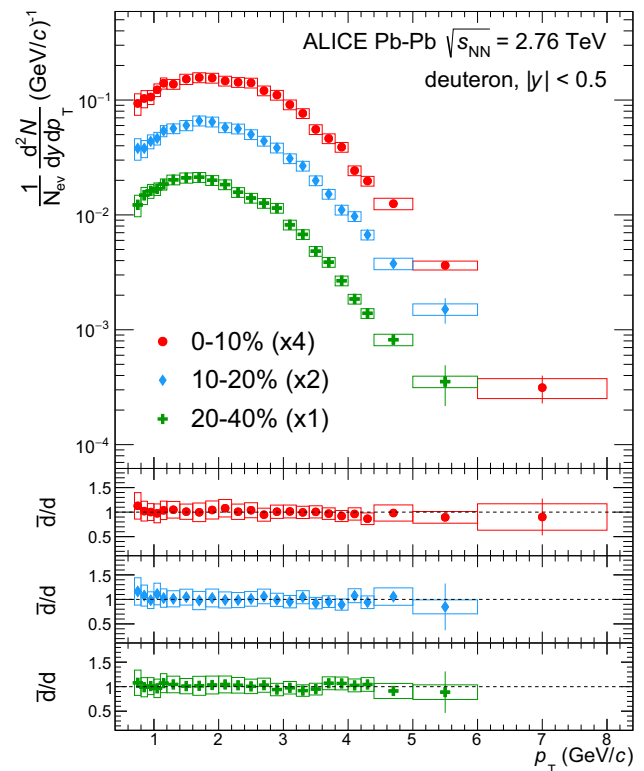 ALICE Pb-Pb √s_NN = 2.76 TeV
deuteron, |y| < 0.5
1/N_ev d²N/dydp_T (GeV/c)⁻¹
10⁻¹
10⁻²
10⁻³
10⁻⁴
0-10% (x4)
10-20% (x2)
20-40% (x1)
d̅/d
1.5
1
0.5
d̅/d
1.5
1
0.5
d̅/d
1.5
1
0.5
1 2 3 4 5 6 7 8
p_T (GeV/c)